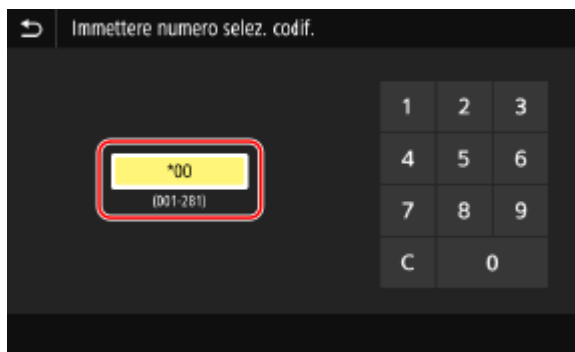 Immettere numero selez. codif.
*00
(001-281)
1 2 3
4 5 6
7 8 9
C 0